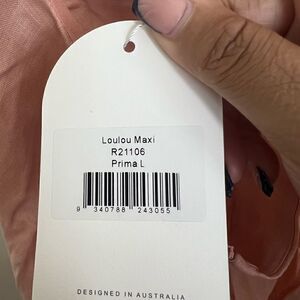 Loulou Maxi
R21106
Prima L
9 340788 243055
DESIGNED IN AUSTRALIA